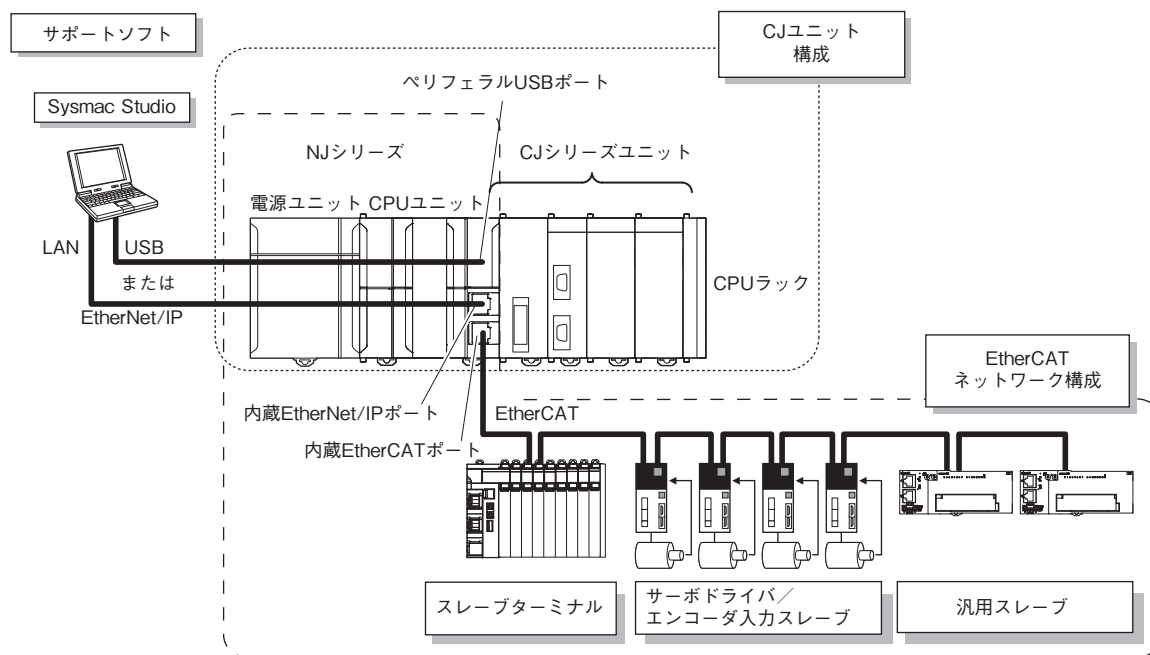 サポートソフト
CJユニット
構成
ペリフェラルUSBポート
Sysmac Studio
NJシリーズ
CJシリーズユニット
電源ユニット CPUユニット
LAN
USB
または
EtherNet/IP
CPUラック
EtherCAT
ネットワーク構成
内蔵EtherNet/IPポート
EtherCAT
内蔵EtherCATポート
スレーブターミナル
サーボドライバ／
エンコーダ入力スレーブ
汎用スレーブ